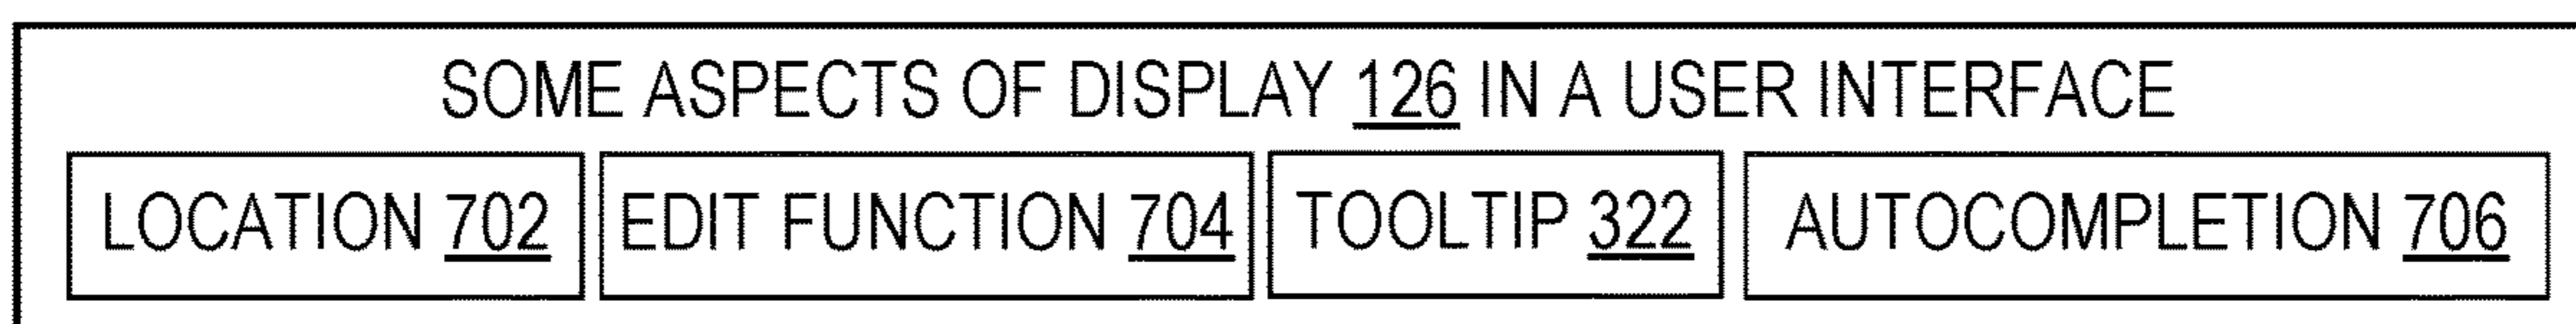 SOME ASPECTS OF DISPLAY 126 IN A USER INTERFACE
LOCATION 702 EDIT FUNCTION 704 TOOLTIP 322 AUTOCOMPLETION 706